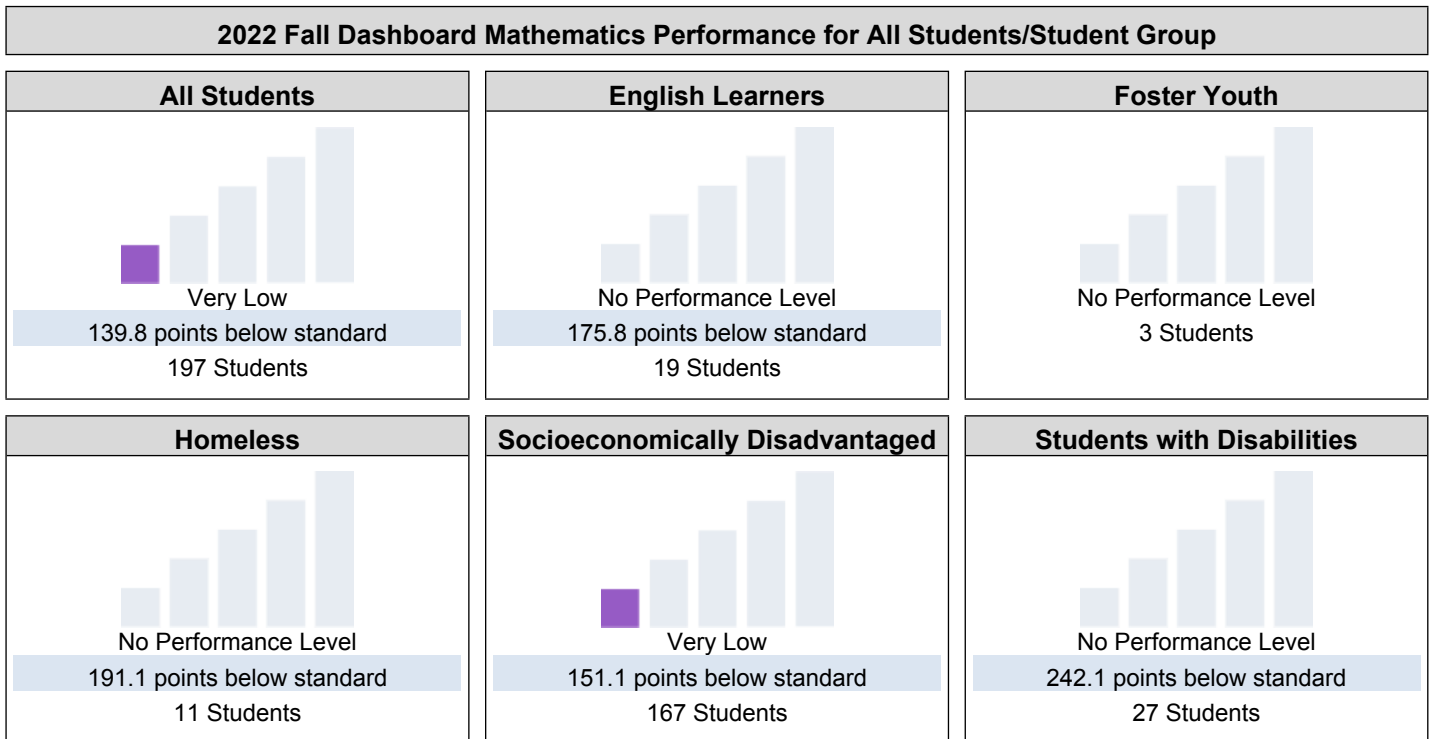 2022 Fall Dashboard Mathematics Performance for All Students/Student Group
All Students
Very Low
139.8 points below standard
197 Students
English Learners
No Performance Level
175.8 points below standard
19 Students
Foster Youth
No Performance Level
3 Students
Homeless
No Performance Level
191.1 points below standard
11 Students
Socioeconomically Disadvantaged
Very Low
151.1 points below standard
167 Students
Students with Disabilities
No Performance Level
242.1 points below standard
27 Students